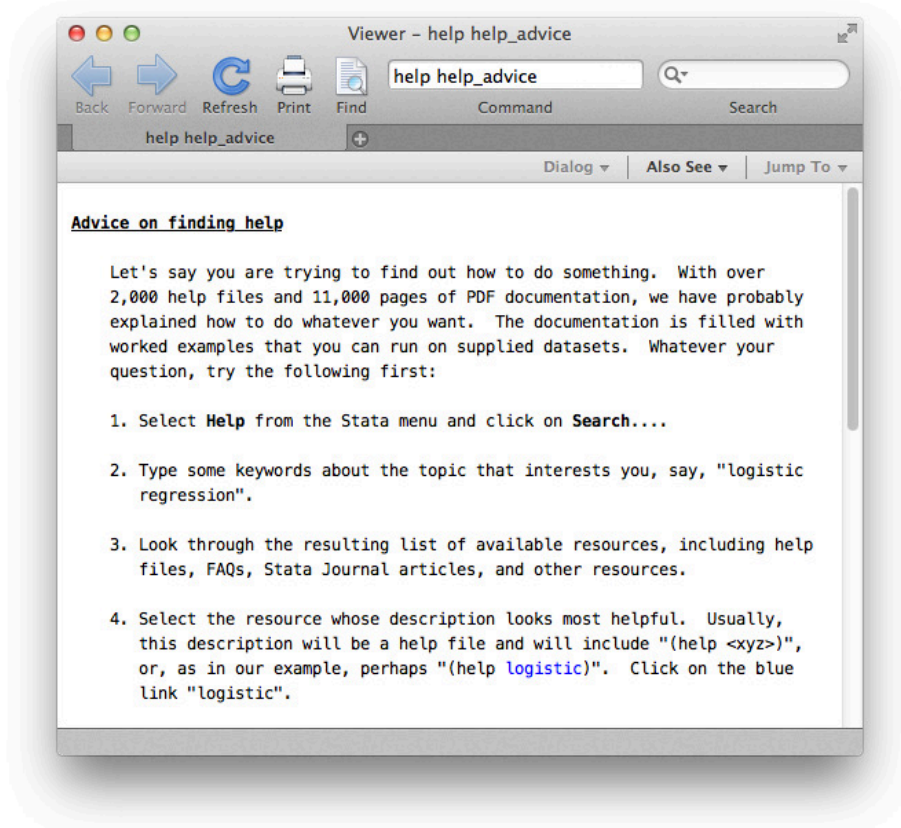 Viewer – help help_advice
help help_advice
Back Forward Refresh Print Find Command Search
help help_advice
Dialog Also See Jump To
Advice on finding help
Let's say you are trying to find out how to do something.  With over
2,000 help files and 11,000 pages of PDF documentation, we have probably
explained how to do whatever you want.  The documentation is filled with
worked examples that you can run on supplied datasets.  Whatever your
question, try the following first:
1. Select Help from the Stata menu and click on Search....
2. Type some keywords about the topic that interests you, say, "logistic
regression".
3. Look through the resulting list of available resources, including help
files, FAQs, Stata Journal articles, and other resources.
4. Select the resource whose description looks most helpful.  Usually,
this description will be a help file and will include "(help <xyz>)",
or, as in our example, perhaps "(help logistic)".  Click on the blue
link "logistic".